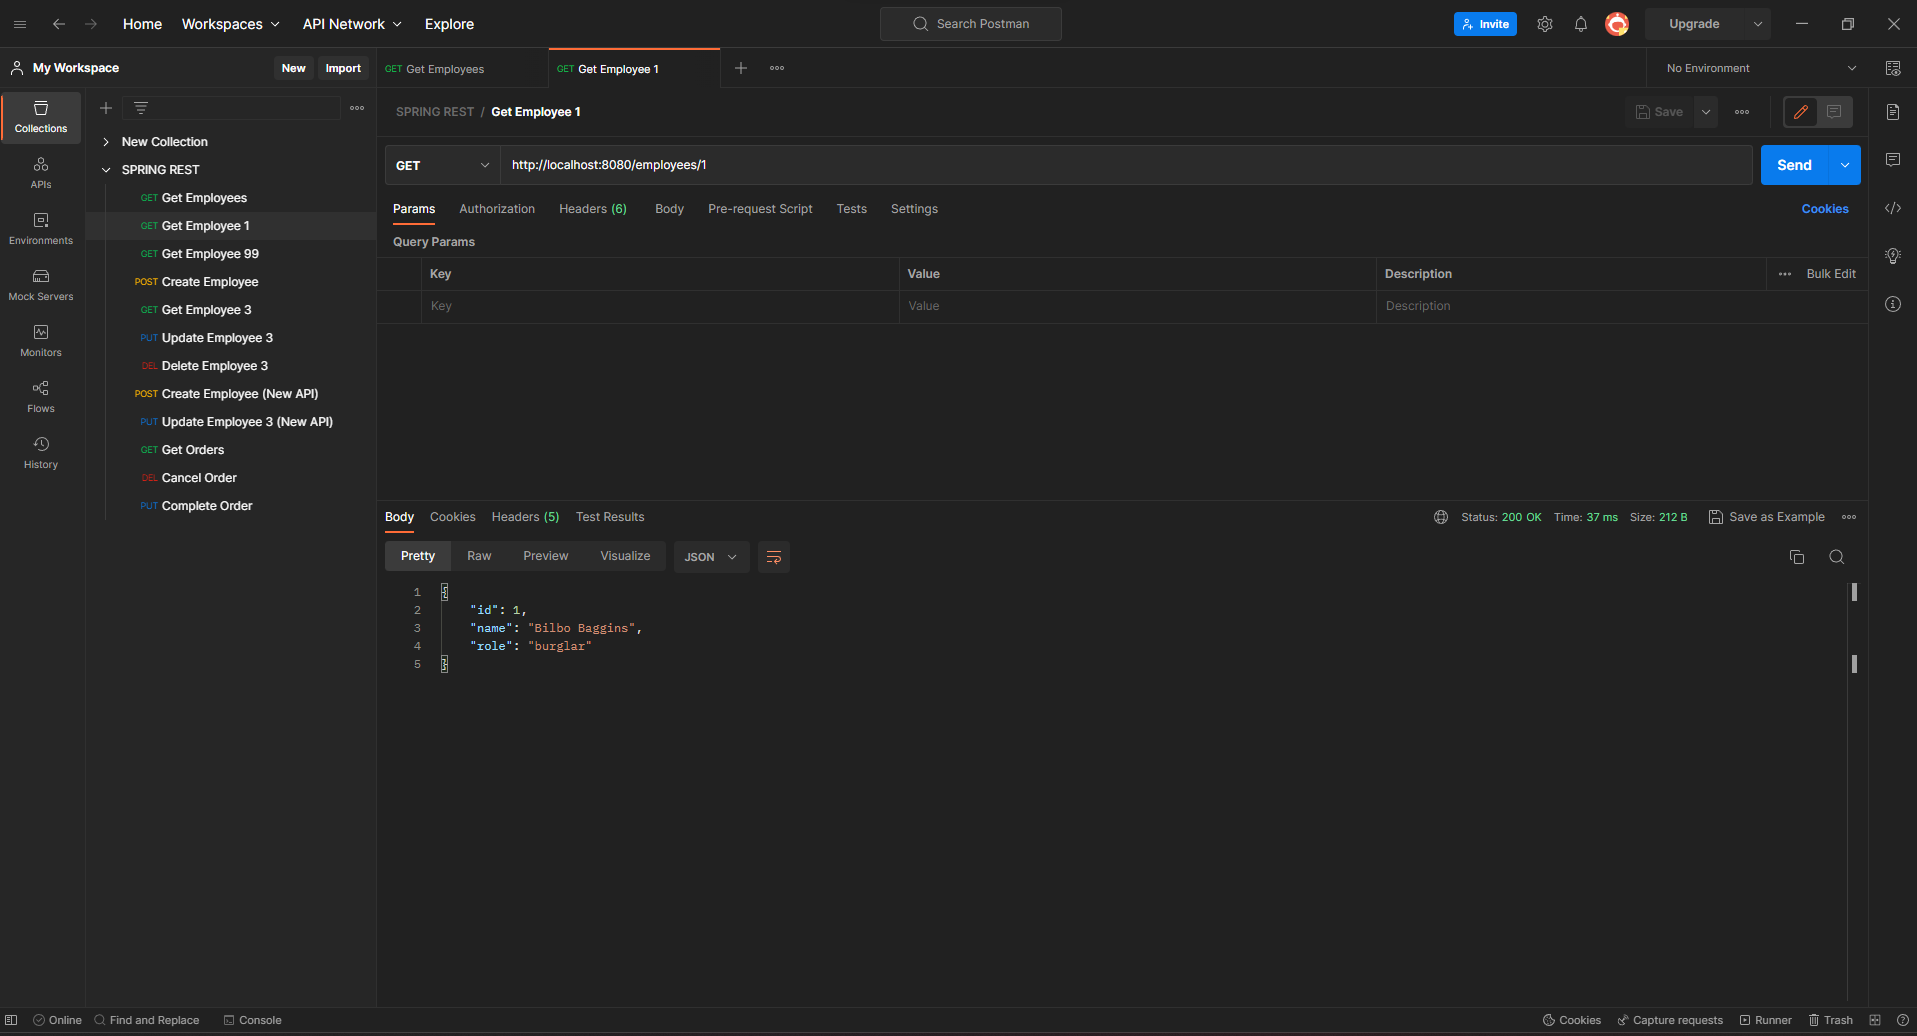 Home Workspaces API Network Explore Search Postman Invite Upgrade
My Workspace New Import GET Get Employees GET Get Employee 1 No Environment
Collections
APIs
Environments
Mock Servers
Monitors
Flows
History
New Collection
SPRING REST
GET Get Employees
GET Get Employee 1
GET Get Employee 99
POST Create Employee
GET Get Employee 3
PUT Update Employee 3
DEL Delete Employee 3
POST Create Employee (New API)
PUT Update Employee 3 (New API)
GET Get Orders
DEL Cancel Order
PUT Complete Order
SPRING REST / Get Employee 1 Save
GET http://localhost:8080/employees/1 Send
Params Authorization Headers (6) Body Pre-request Script Tests Settings Cookies
Query Params
Key Value Description Bulk Edit
Key Value Description
Body Cookies Headers (5) Test Results Status: 200 OK Time: 37 ms Size: 212 B Save as Example
Pretty Raw Preview Visualize JSON
1 {
2 "id": 1,
3 "name": "Bilbo Baggins",
4 "role": "burglar"
5 }
Online Find and Replace Console Cookies Capture requests Runner Trash